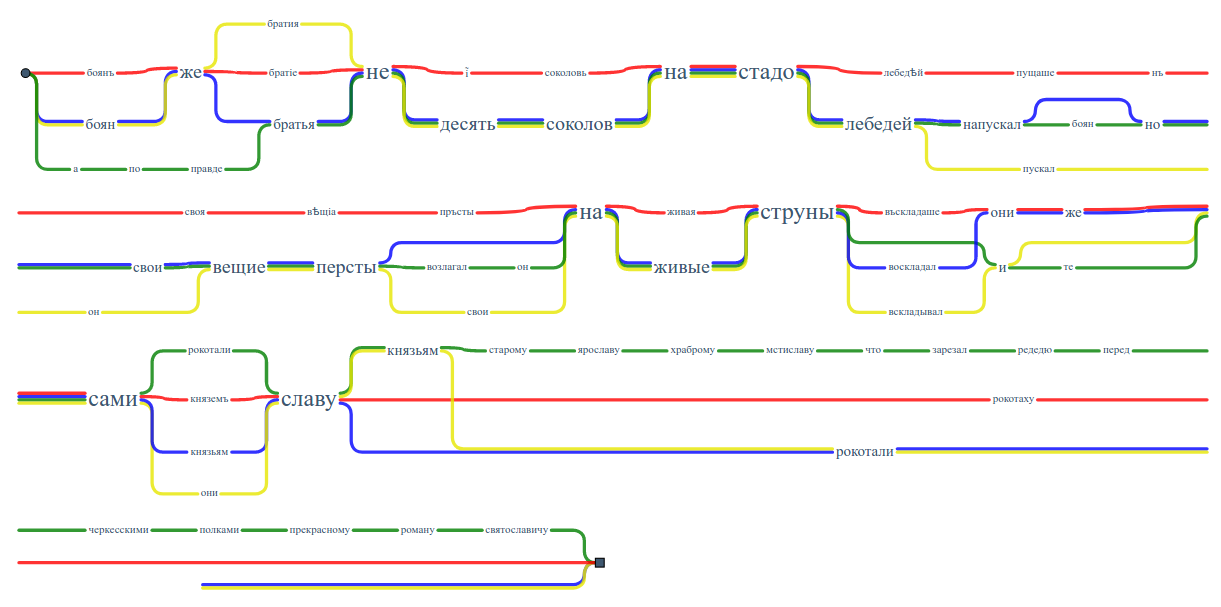 братия
боянъ же братіе не ї соколовь на стадо лебедѣй пущаше нъ
боян братья десять соколов лебедей напускал боян но
а по правде пускал
своя вѣщіа пръсты на живая струны въскладаше они же
свои вещие персты возлагал он живые воскладал и те
он свои вскладывал
рокотали князьям старому ярославу храброму мстиславу что зарезал редедю перед
сами княземъ славу рокотаху
князьям рокотали
они
черкесскими полками прекрасному роману святославичу